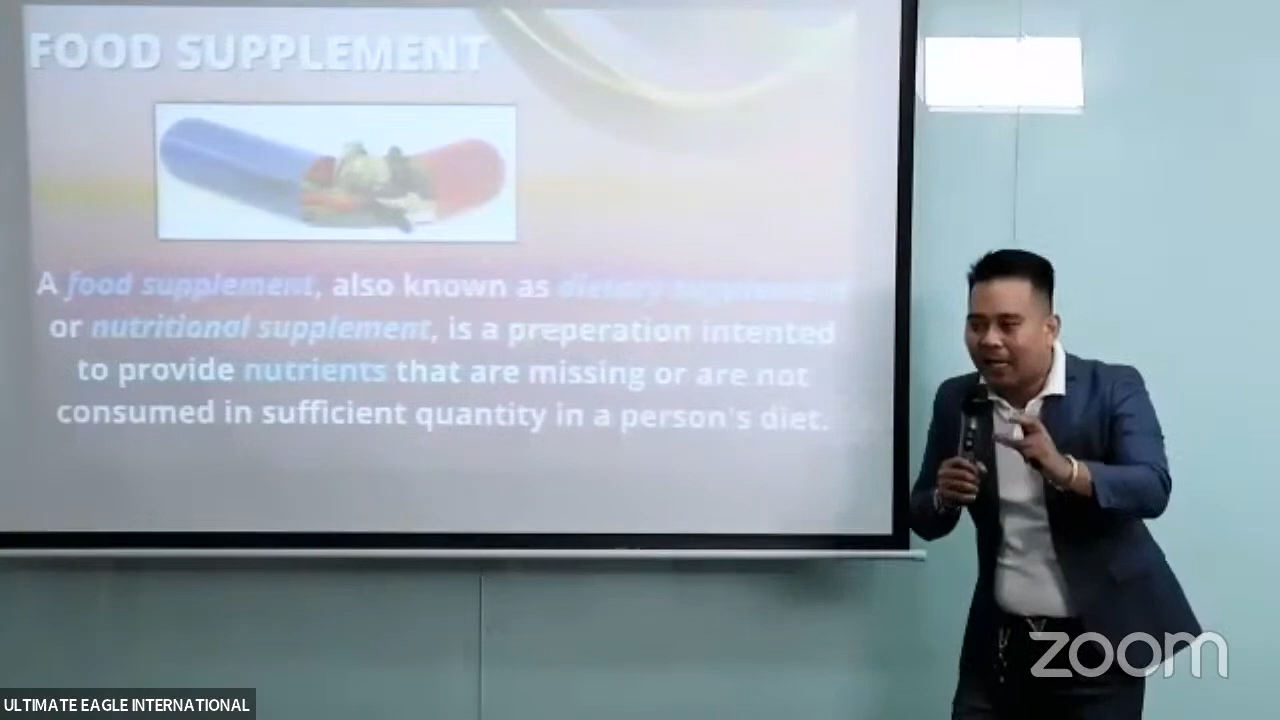 FOOD SUPPLEMENT
A food supplement, also known as dietary supplement
or nutritional supplement, is a preperation intented
to provide nutrients that are missing or are not
consumed in sufficient quantity in a person's diet.
zoom
ULTIMATE EAGLE INTERNATIONAL